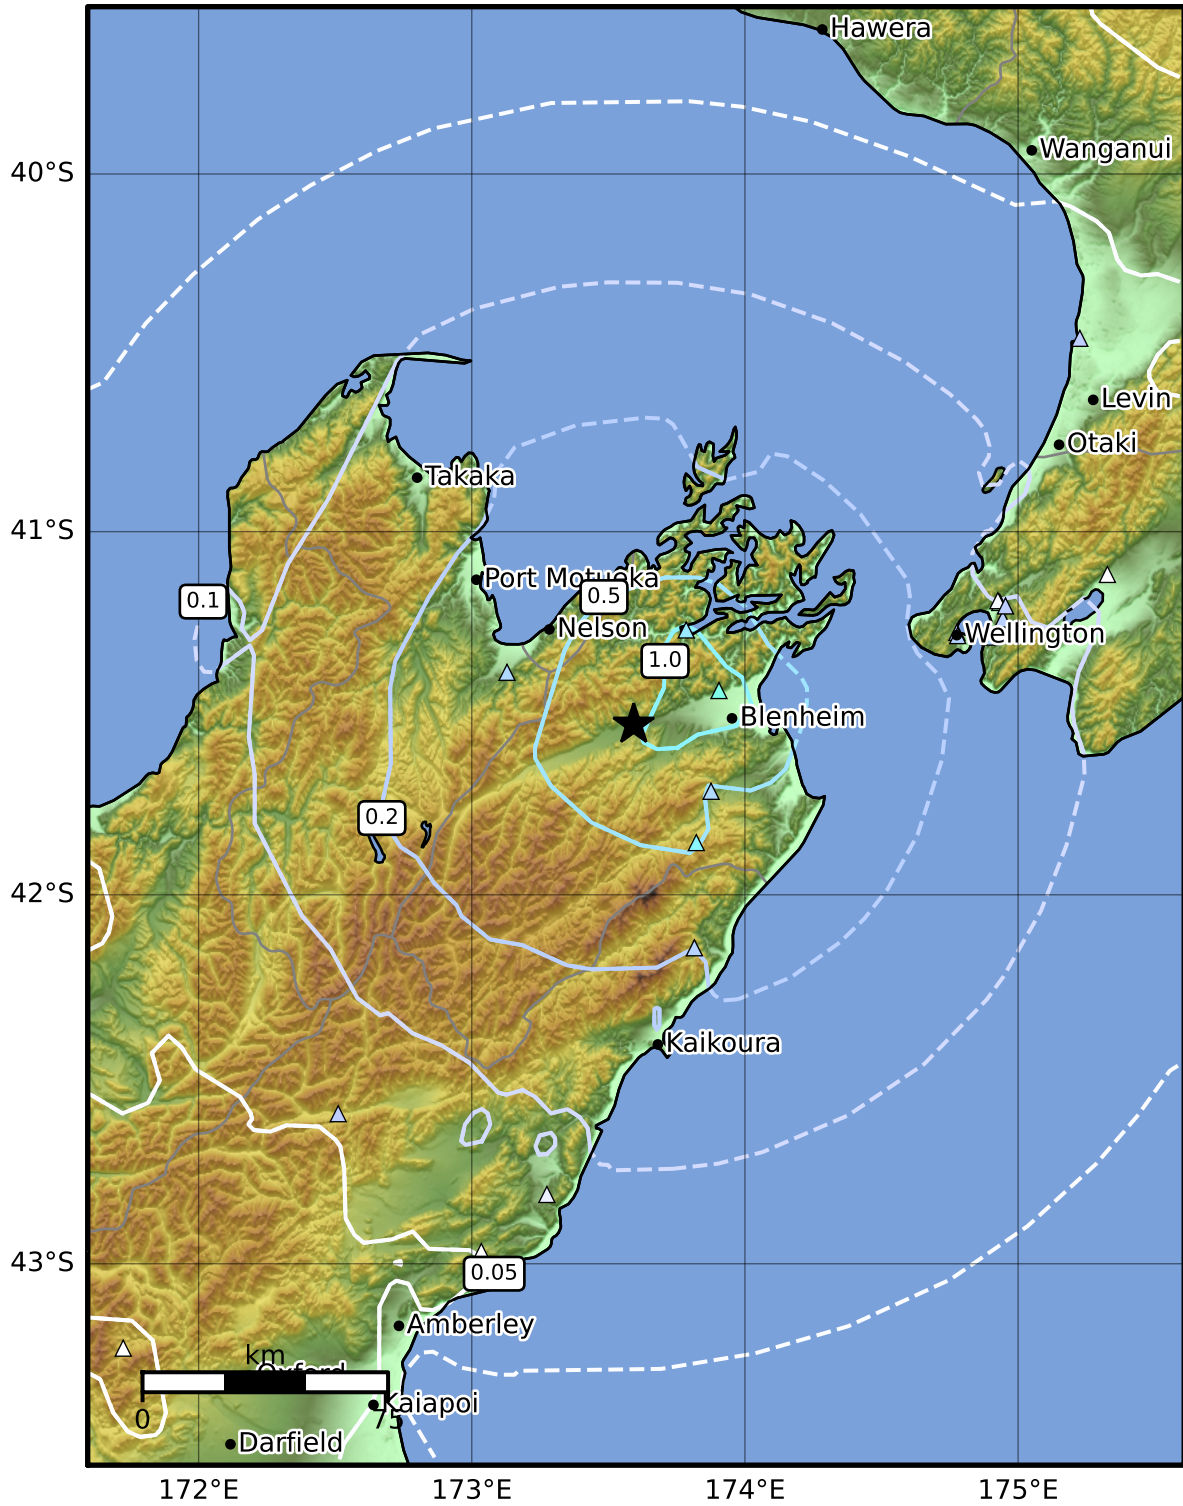 Hawera
Wanganui
40°S
Levin
Otaki
Takaka
41°S
Port Motueka
0.1
0.5
Nelson
Wellington
1.0
Blenheim
0.2
42°S
Kaikoura
43°S
0.05
Amberley
km
Oxford
Kaiapoi
0
75
Darfield
172°E
173°E
174°E
175°E